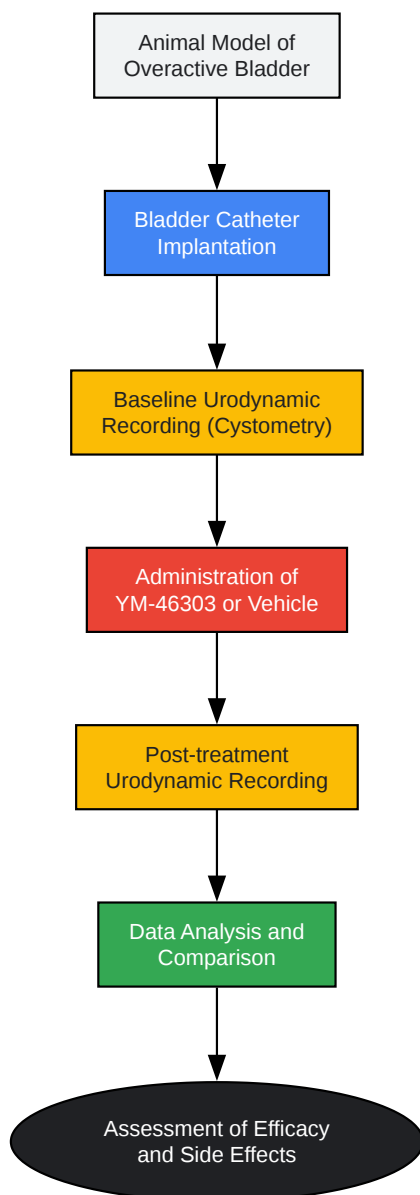 Animal Model of
Overactive Bladder
Bladder Catheter
Implantation
Baseline Urodynamic
Recording (Cystometry)
Administration of
YM-46303 or Vehicle
Post-treatment
Urodynamic Recording
Data Analysis and
Comparison
Assessment of Efficacy
and Side Effects